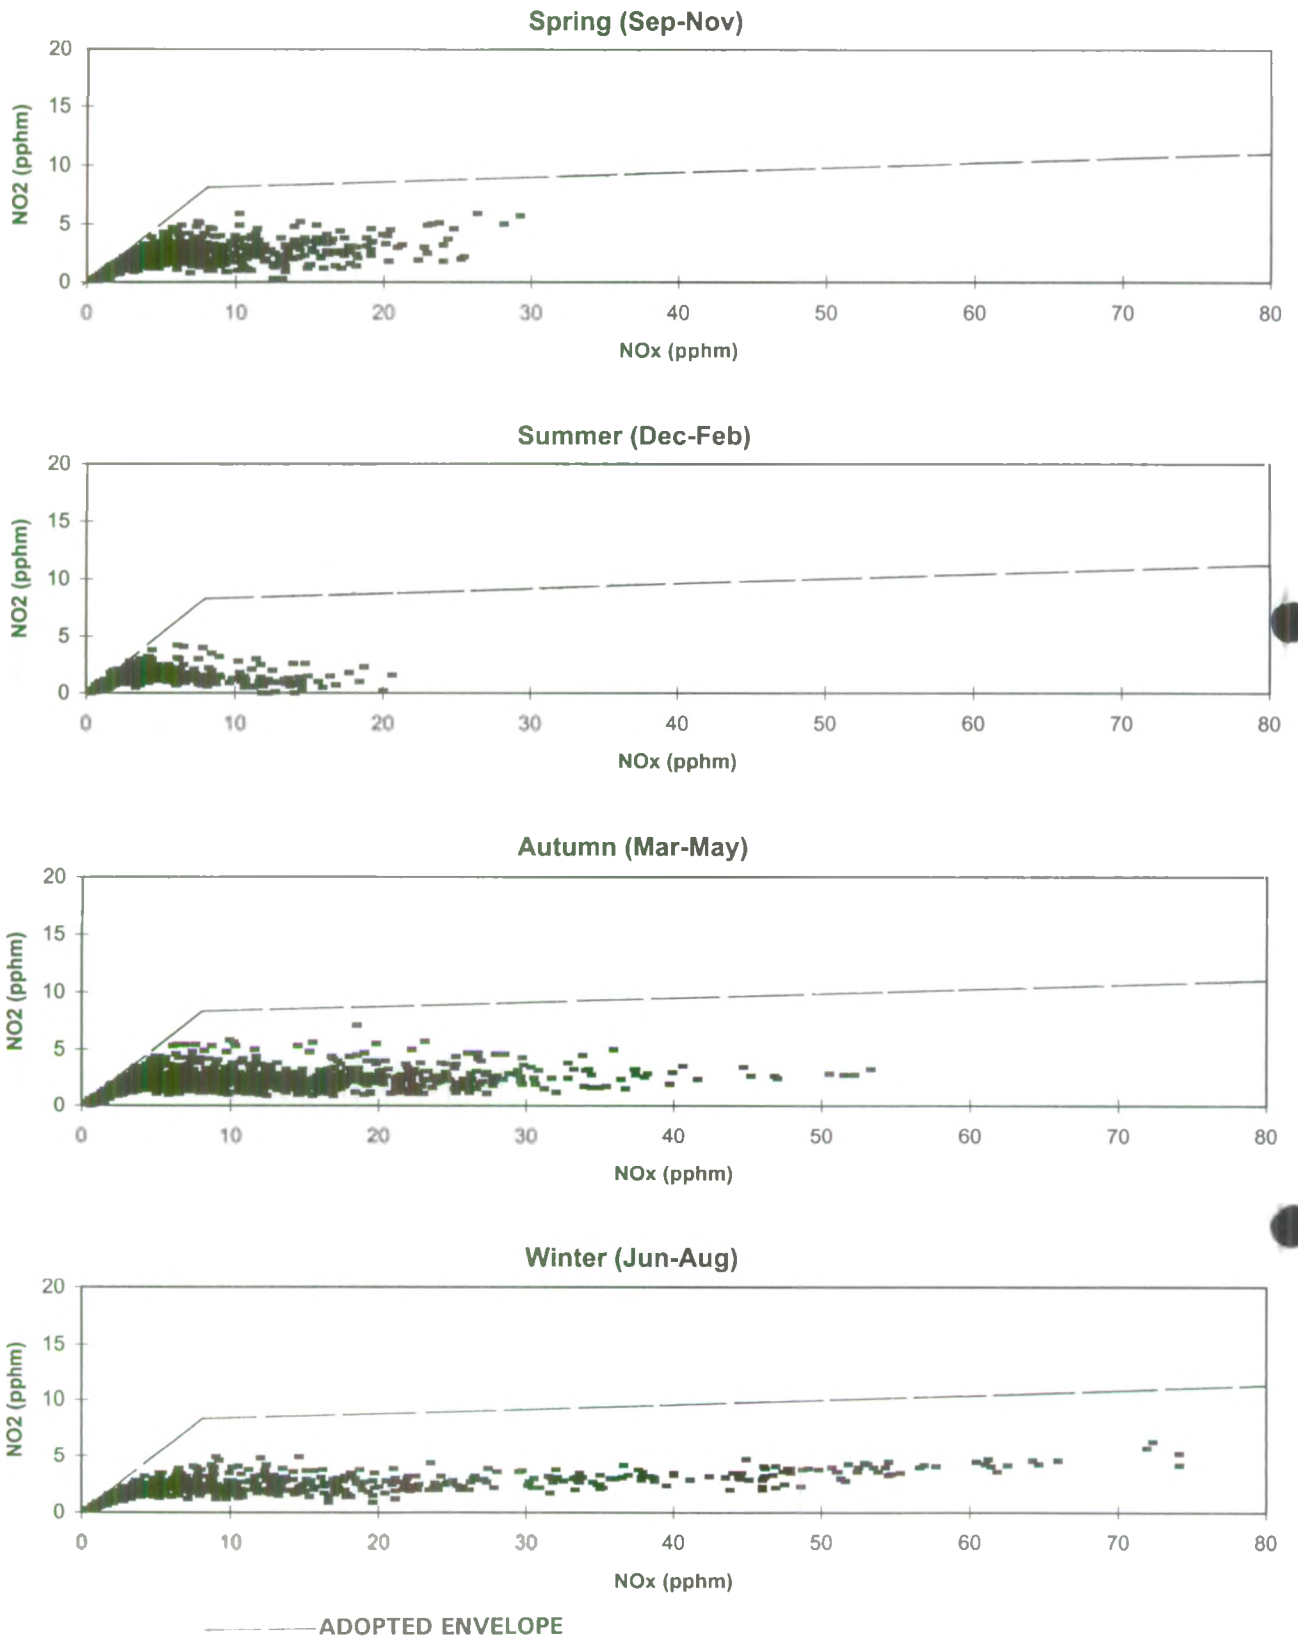 Spring (Sep-Nov)
20
15
10
5
0
NO2 (pphm)
0 10 20 30 40 50 60 70 80
NOx (pphm)
Summer (Dec-Feb)
20
15
10
5
0
NO2 (pphm)
0 10 20 30 40 50 60 70 80
NOx (pphm)
Autumn (Mar-May)
20
15
10
5
0
NO2 (pphm)
0 10 20 30 40 50 60 70 80
NOx (pphm)
Winter (Jun-Aug)
20
15
10
5
0
NO2 (pphm)
0 10 20 30 40 50 60 70 80
NOx (pphm)
ADOPTED ENVELOPE